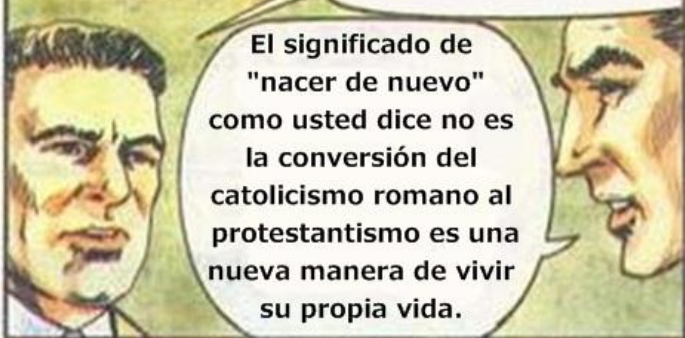 El significado de
"nacer de nuevo"
como usted dice no es
la conversión del
catolicismo romano al
protestantismo es una
nueva manera de vivir
su propia vida.